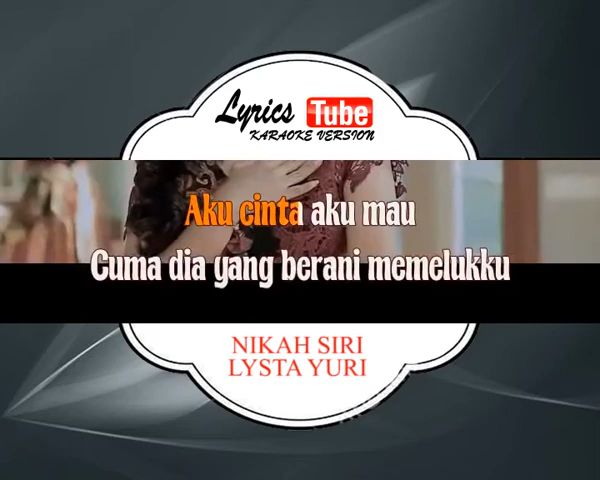 Lyrics Tube
KARAOKE VERSION
Aku cinta aku mau
Cuma dia yang berani memelukku
NIKAH SIRI
LYSTA YURI